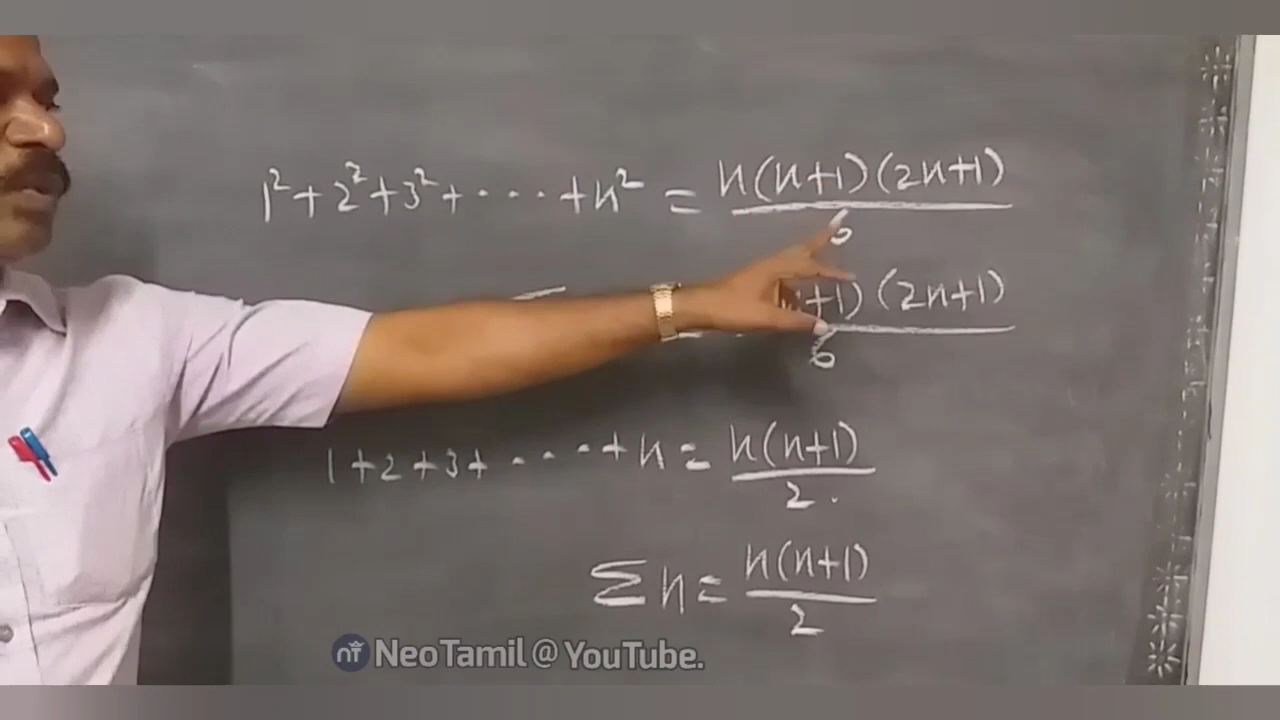 1² + 2² + 3² + ···· + n² = n(n+1)(2n+1) / 6
+1)(2n+1) / 6
1 + 2 + 3 + ···· + n = n(n+1) / 2.
Σn = n(n+1) / 2
nT NeoTamil @ YouTube.